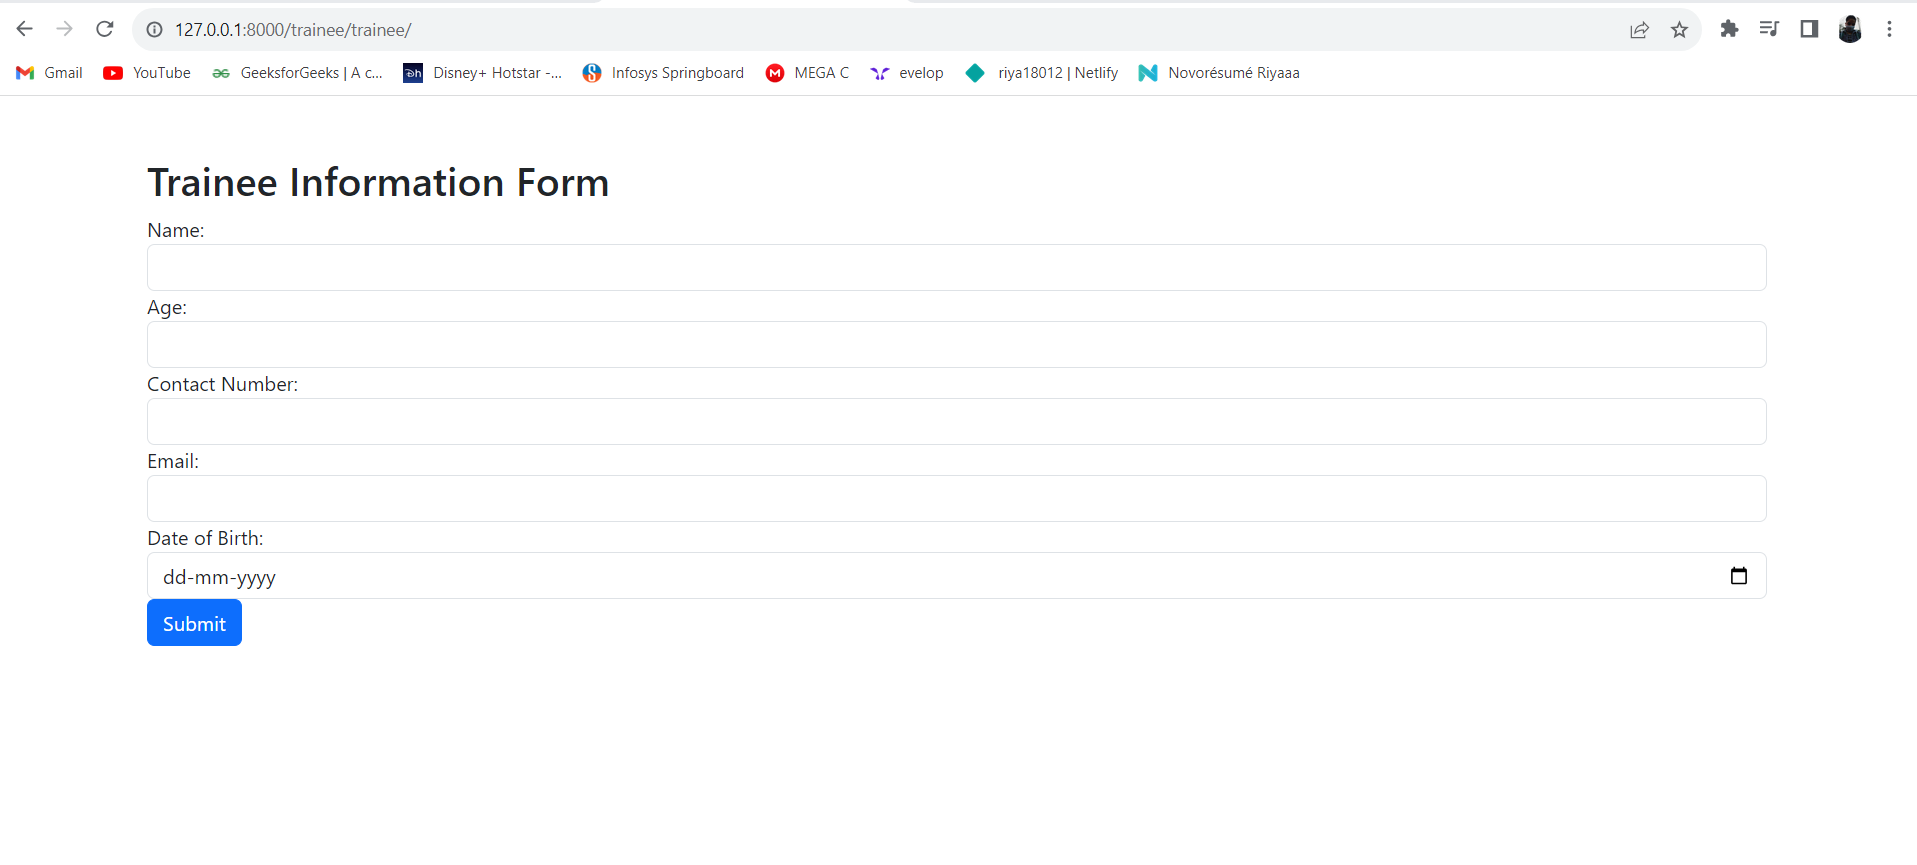 127.0.0.1:8000/trainee/trainee/
Gmail YouTube GeeksforGeeks | A c... Disney+ Hotstar -... Infosys Springboard MEGA C evelop riya18012 | Netlify Novorésumé Riyaaa
Trainee Information Form
Name:
Age:
Contact Number:
Email:
Date of Birth:
dd-mm-yyyy
Submit